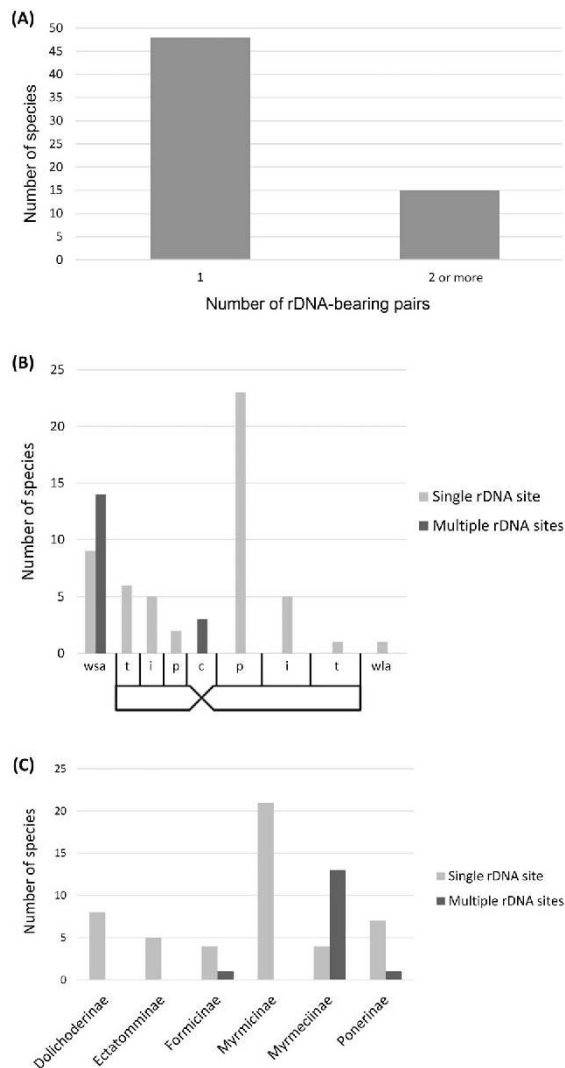 (A)
50
45
40
35
30
25
20
15
10
5
0
Number of species
1 2 or more
Number of rDNA-bearing pairs
(B)
25
20
15
10
5
0
Number of species
wsa t i p c p i t wla
Single rDNA site
Multiple rDNA sites
(C)
25
20
15
10
5
0
Number of species
Dolichoderinae Ectatomminae Formicinae Myrmicinae Myrmeciinae Ponerinae
Single rDNA site
Multiple rDNA sites